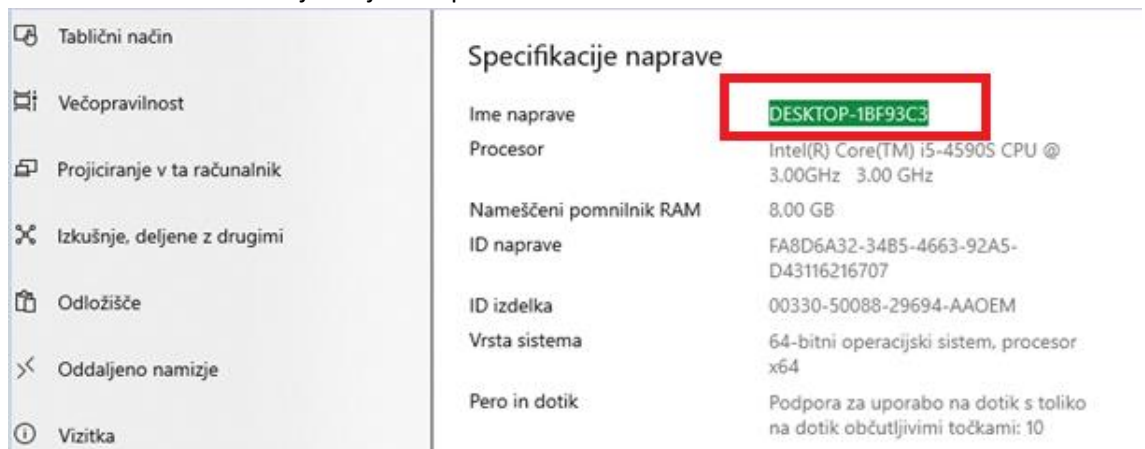 Tablični način
Večopravilnost
Projiciranje v ta računalnik
Izkušnje, deljene z drugimi
Odložišče
Oddaljeno namizje
Vizitka
Specifikacije naprave
Ime naprave DESKTOP-1BF93C3
Procesor Intel(R) Core(TM) i5-4590S CPU @
3.00GHz 3.00 GHz
Nameščeni pomnilnik RAM 8,00 GB
ID naprave FA8D6A32-34B5-4663-92A5-
D43116216707
ID izdelka 00330-50088-29694-AAOEM
Vrsta sistema 64-bitni operacijski sistem, procesor
x64
Pero in dotik Podpora za uporabo na dotik s toliko
na dotik občutljivimi točkami: 10